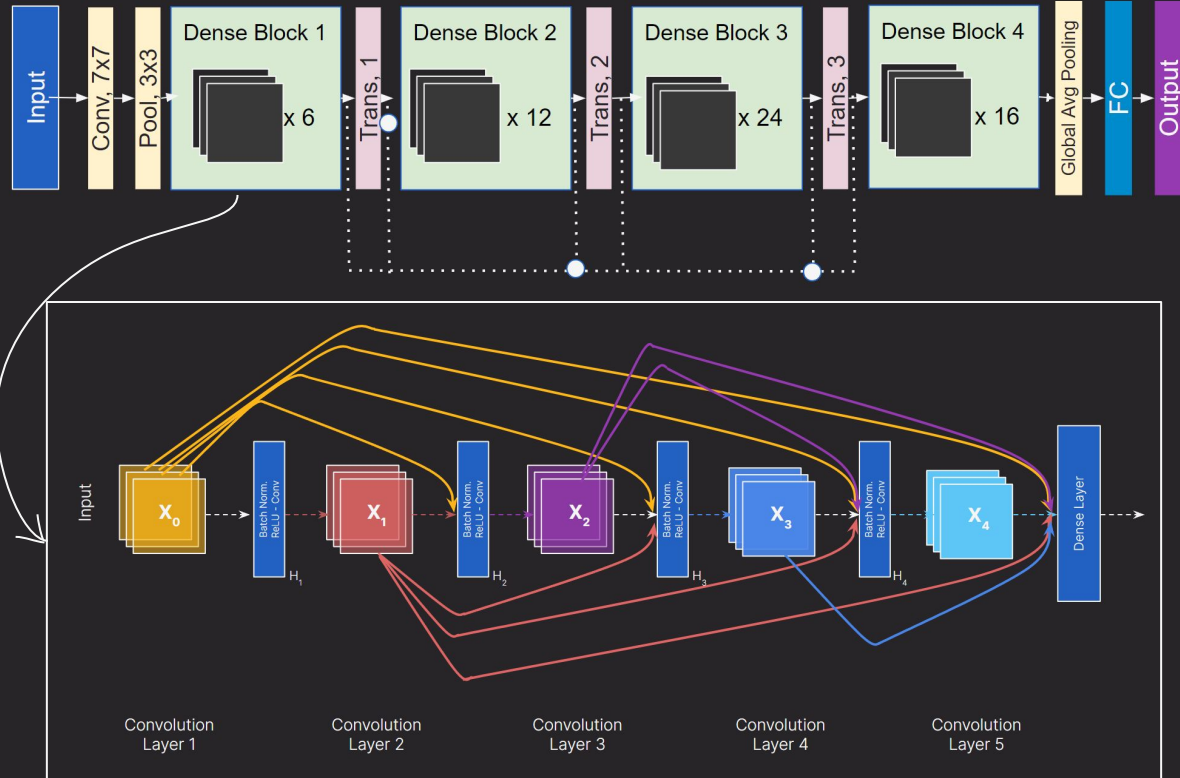 Input
Conv, 7x7
Pool, 3x3
Dense Block 1
x 6
Trans, 1
Dense Block 2
x 12
Trans, 2
Dense Block 3
x 24
Trans, 3
Dense Block 4
x 16
Global Avg Pooling
FC
Output
Input
X₀
Batch Norm.
ReLU - Conv
H₁
X₁
Batch Norm.
ReLU - Conv
H₂
X₂
Batch Norm.
ReLU - Conv
H₃
X₃
Batch Norm.
ReLU - Conv
H₄
X₄
Dense Layer
Convolution
Layer 1
Convolution
Layer 2
Convolution
Layer 3
Convolution
Layer 4
Convolution
Layer 5